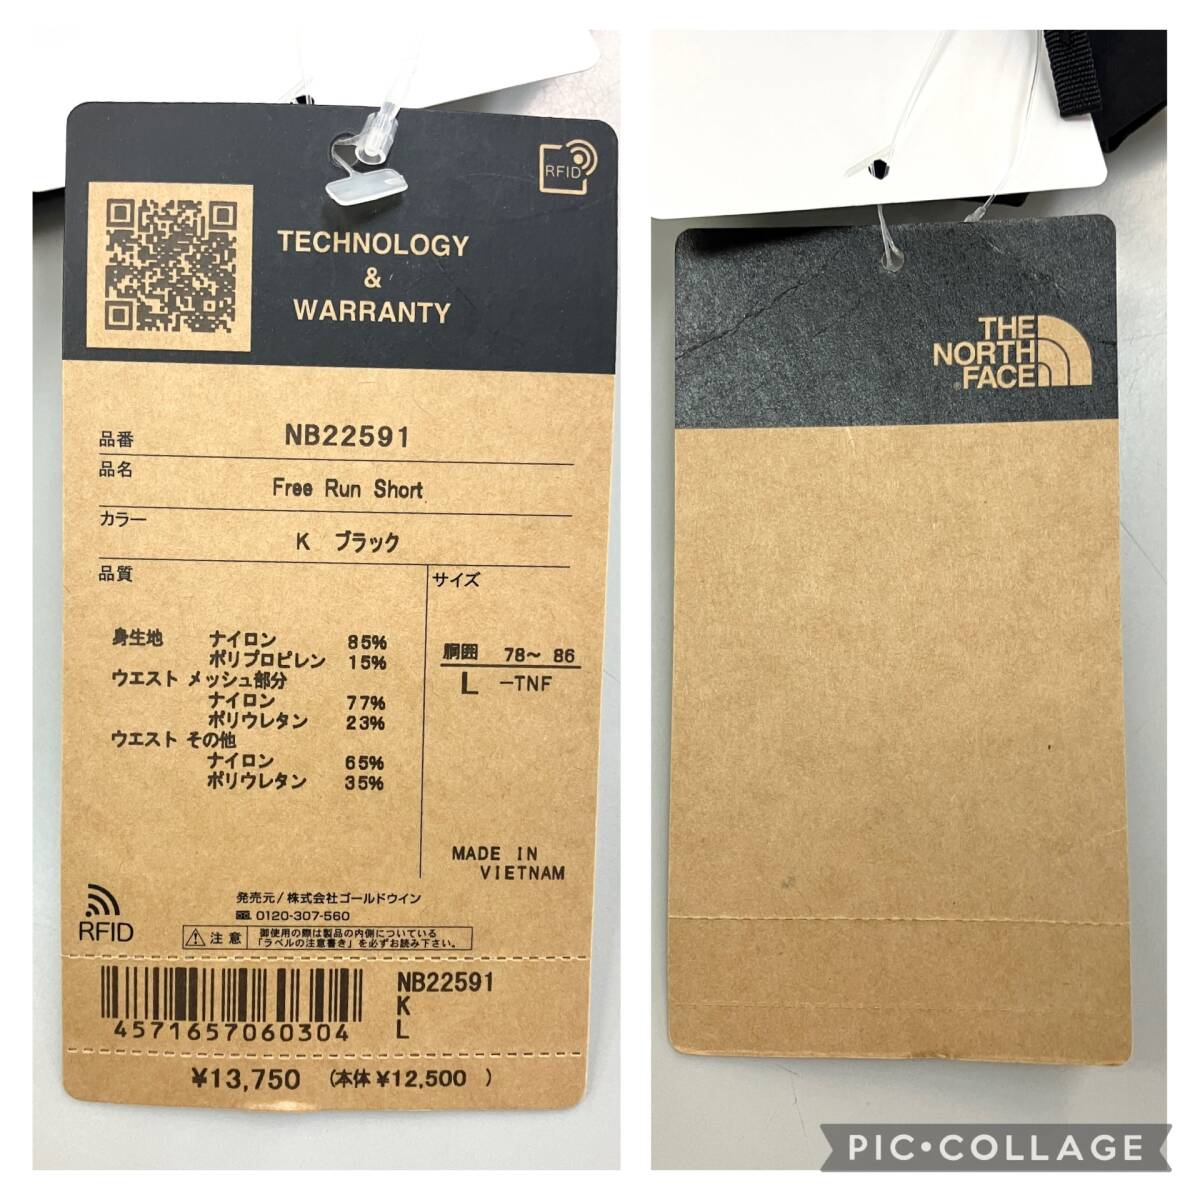 RFID
TECHNOLOGY
&
WARRANTY
品番 NB22591
品名
Free Run Short
カラー
K ブラック
品質
身生地 ナイロン 85%
ポリプロピレン 15%
ウエスト メッシュ部分
ナイロン 77%
ポリウレタン 23%
ウエスト その他
ナイロン 65%
ポリウレタン 35%
サイズ
胴囲 78～ 86
L -TNF
MADE IN
VIETNAM
発売元/株式会社ゴールドウイン
0120-307-560
RFID
注意
御使用の際は製品の内側についている
「ラベルの注意書き」を必ずお読み下さい。
4571657060304
NB22591
K
L
¥13,750 (本体¥12,500 )
THE
NORTH
FACE
PIC•COLLAGE